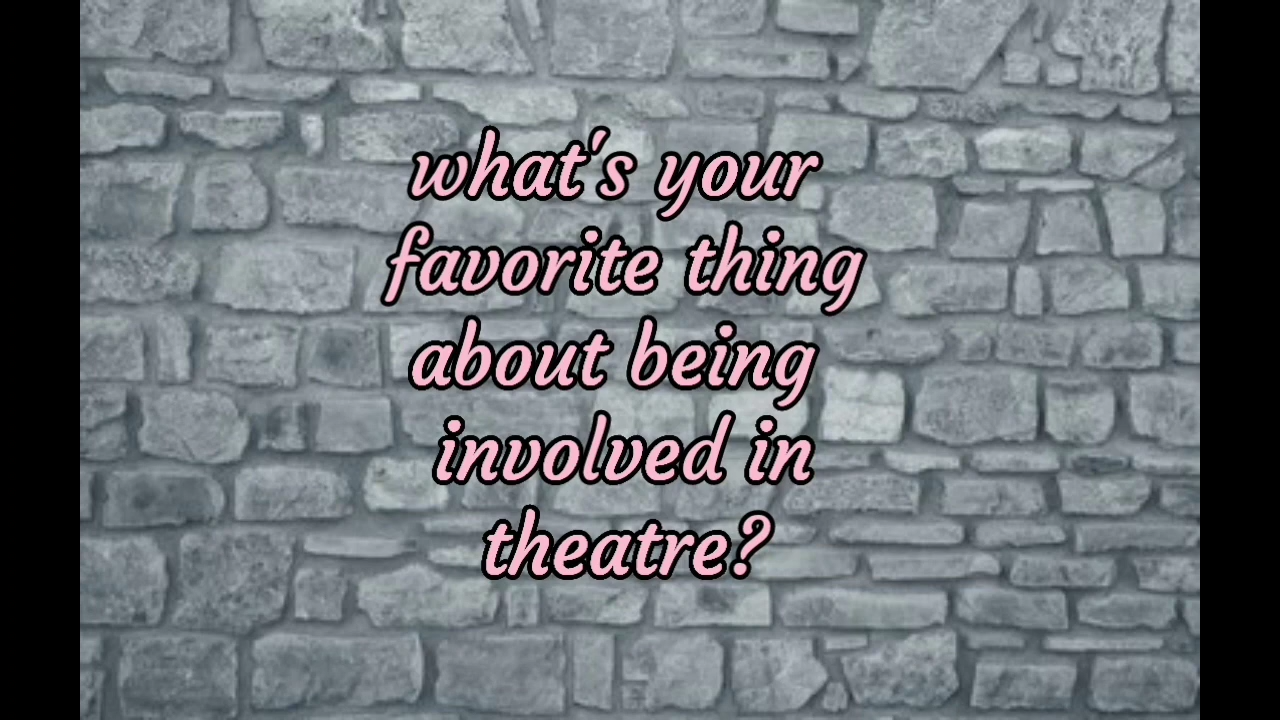 what's your
favorite thing
about being
involved in
theatre?